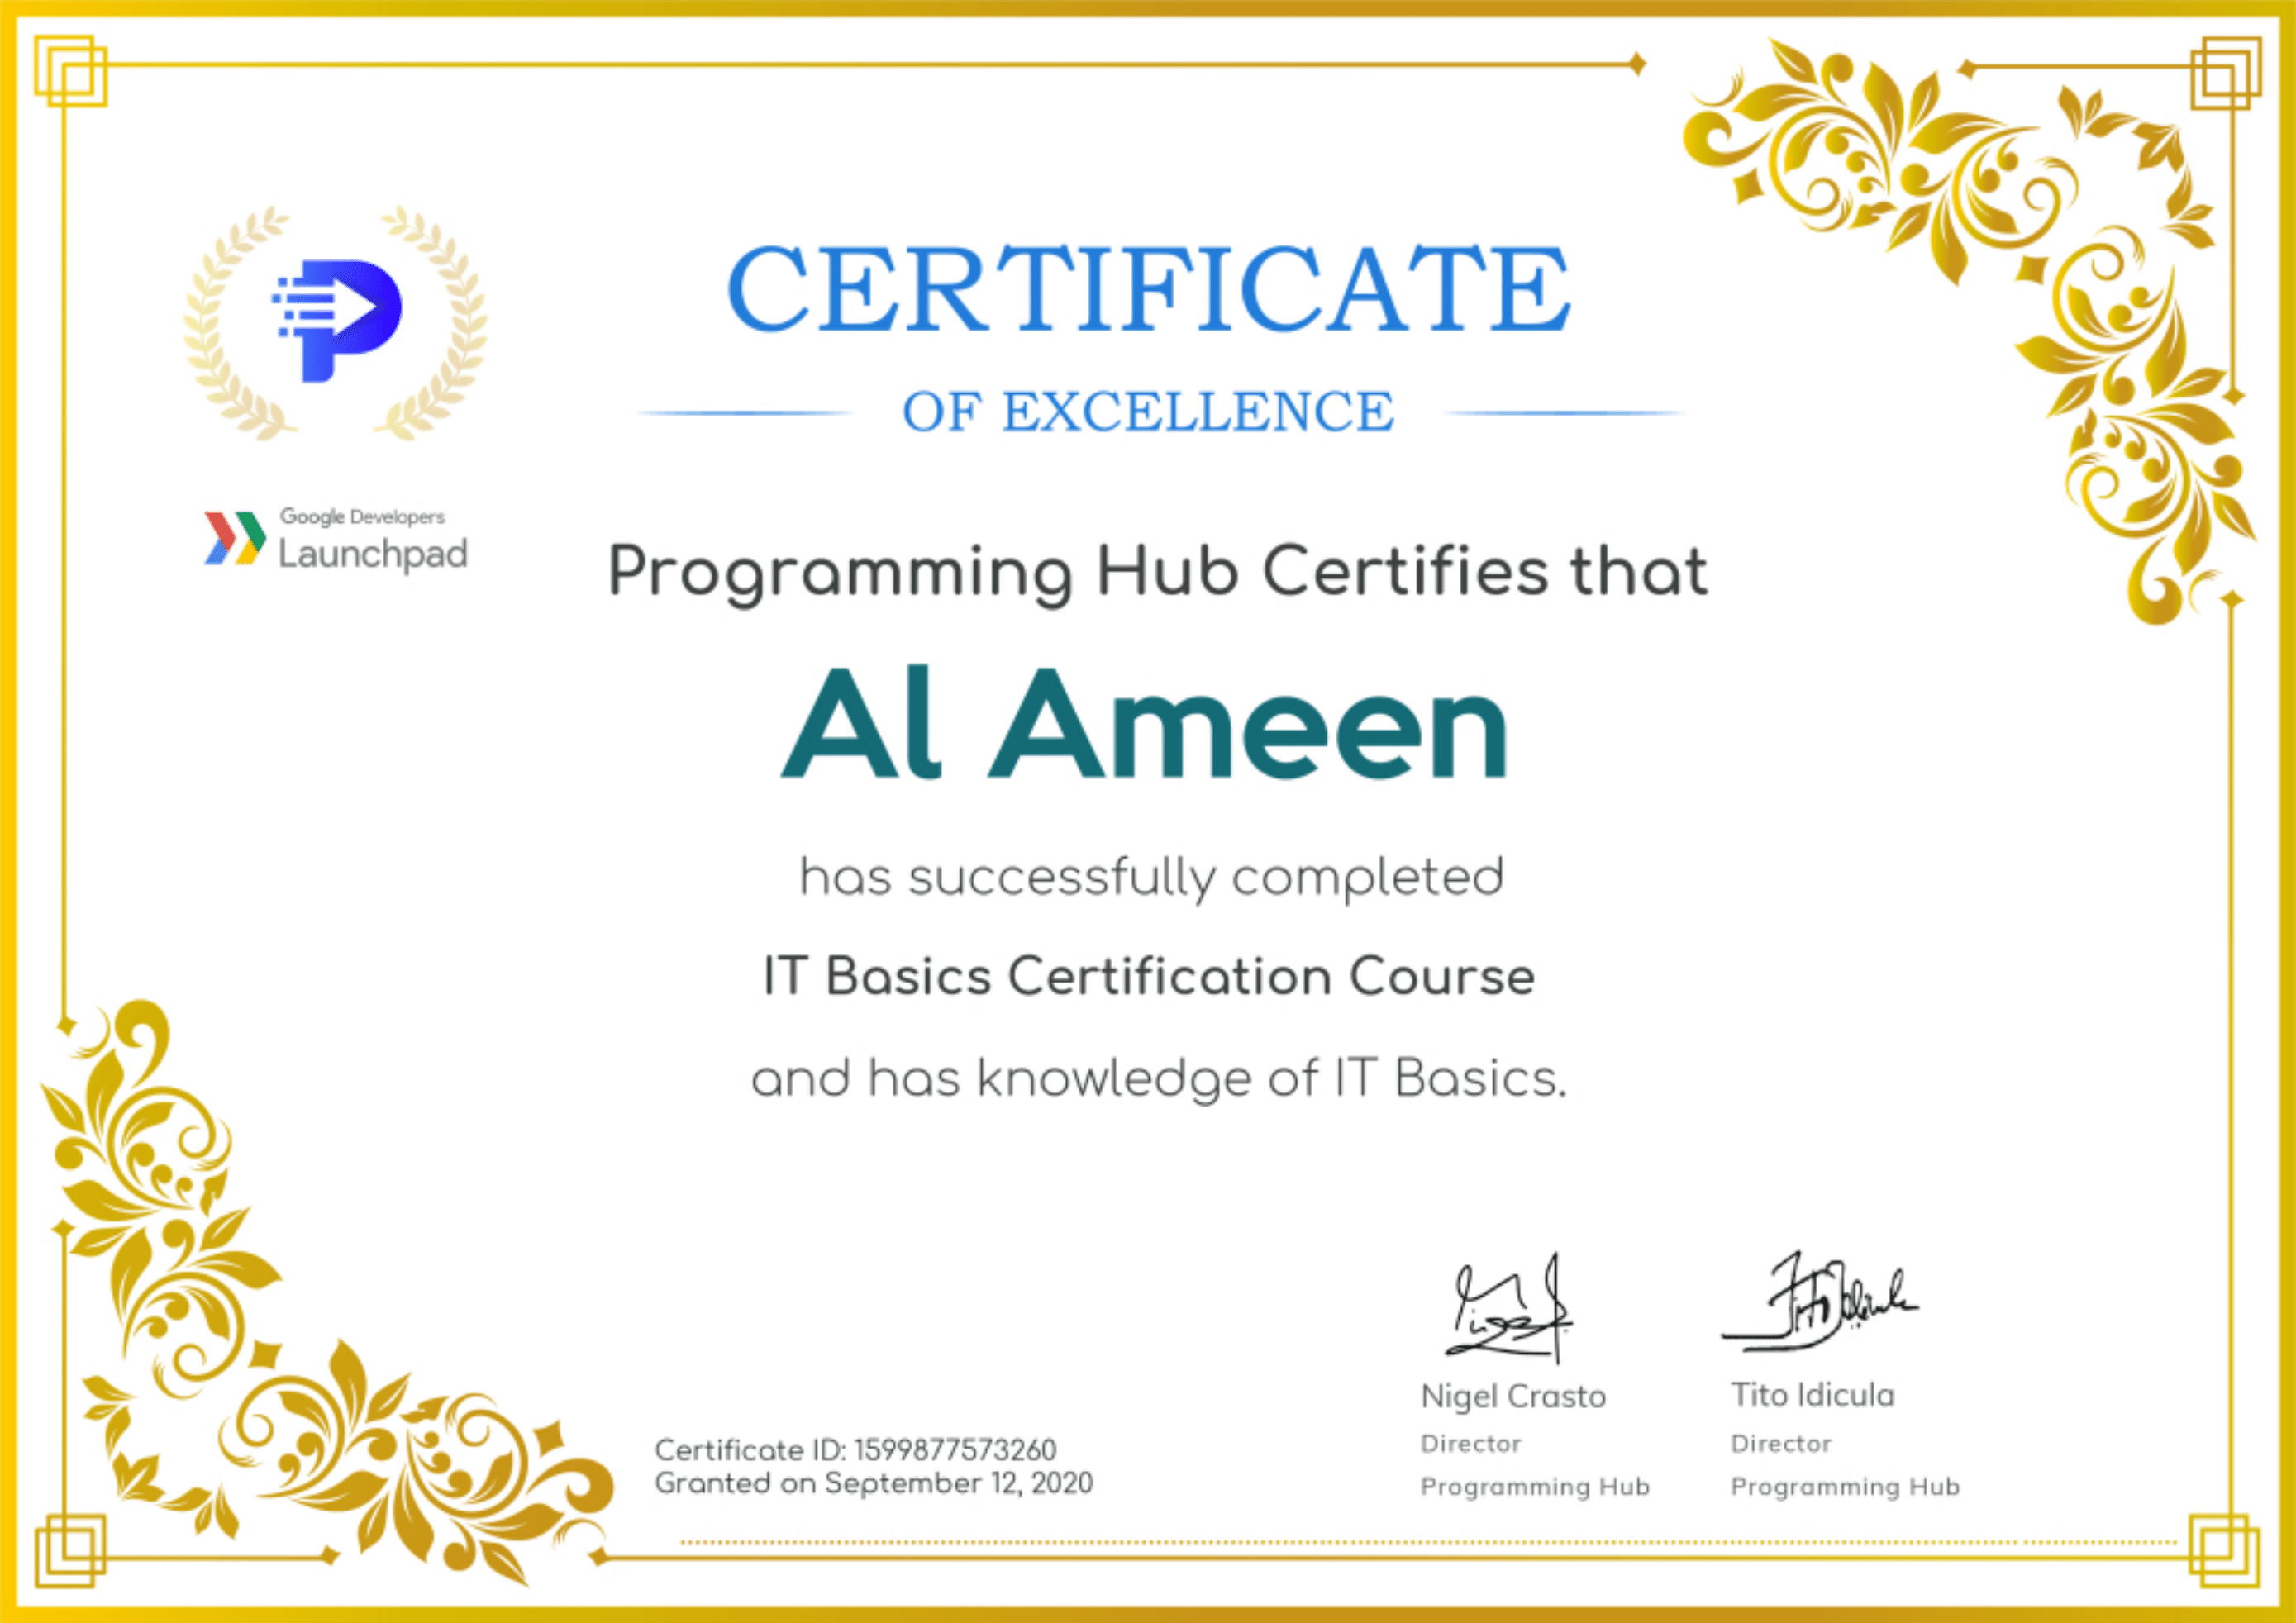 CERTIFICATE
OF EXCELLENCE
Google Developers
Launchpad
Programming Hub Certifies that
Al Ameen
has successfully completed
IT Basics Certification Course
and has knowledge of IT Basics.
Nigel Crasto
Director
Programming Hub
Tito Idicula
Director
Programming Hub
Certificate ID: 1599877573260
Granted on September 12, 2020